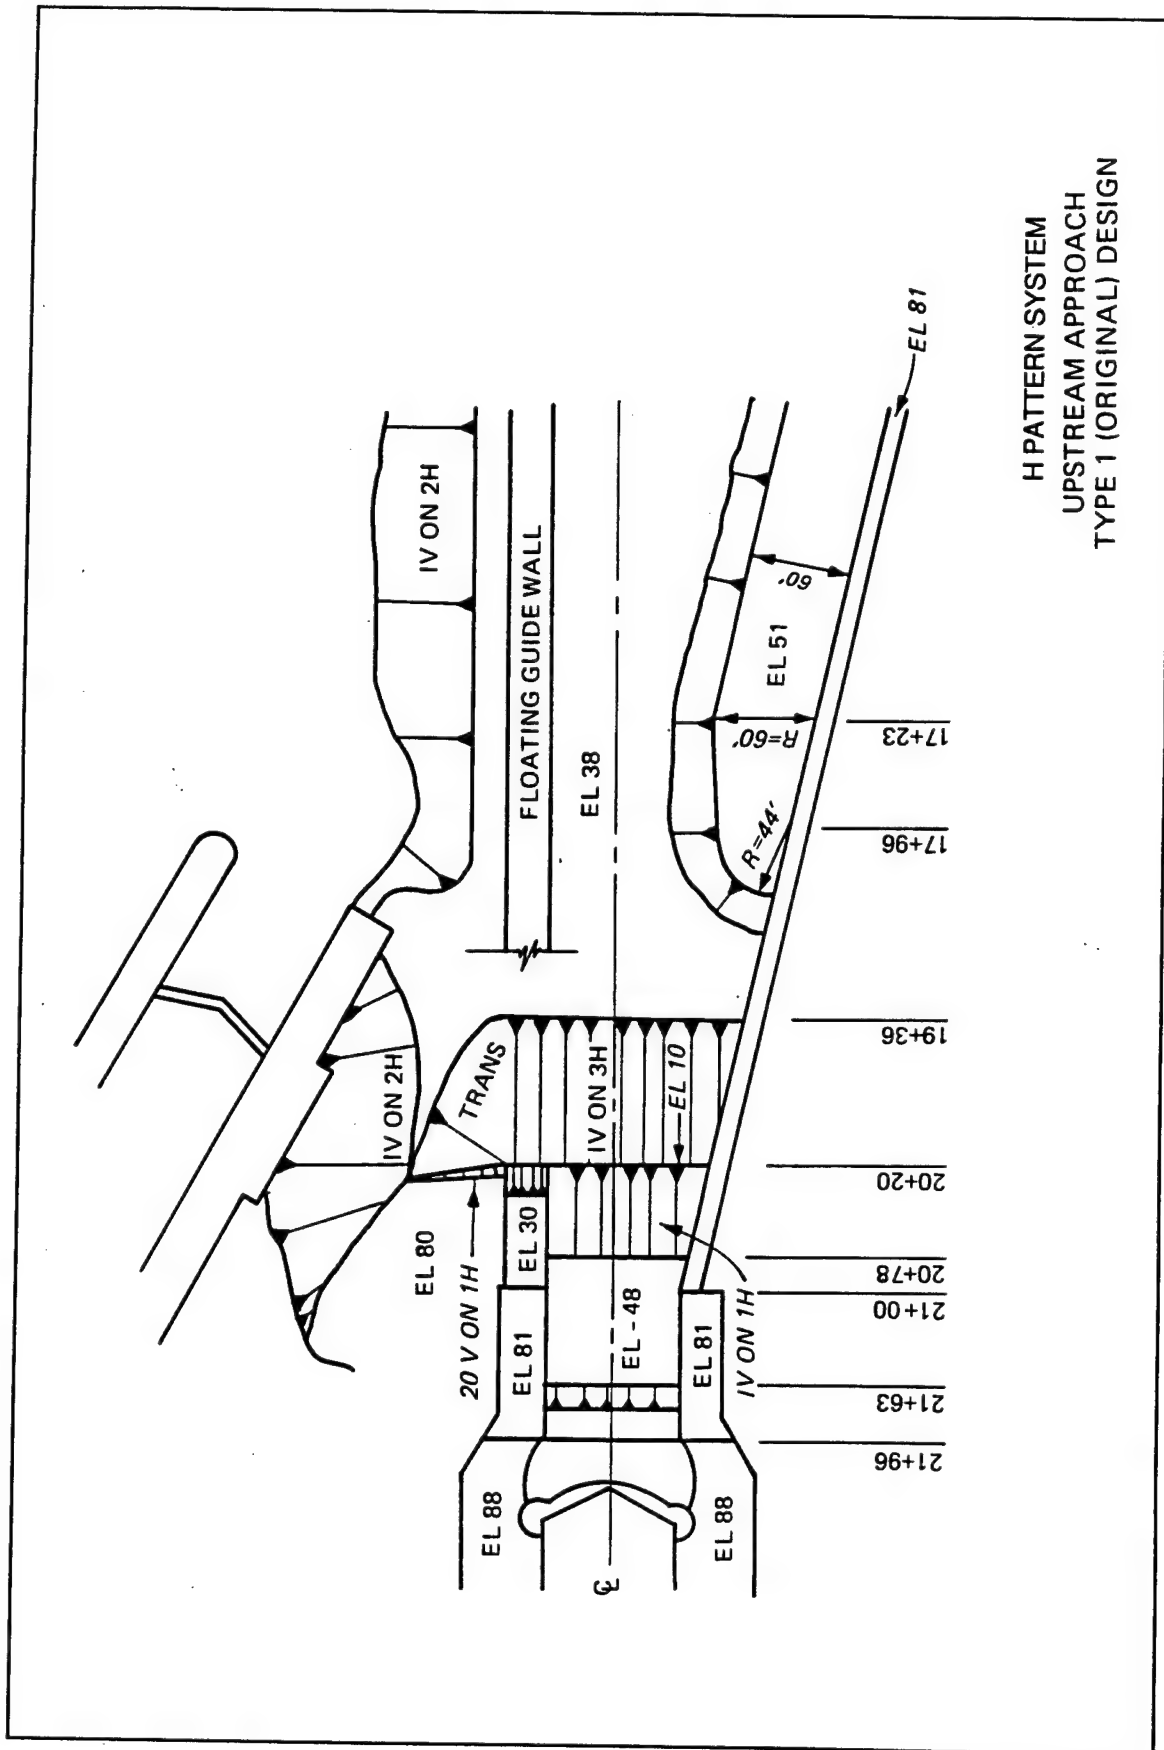 IV ON 2H
FLOATING GUIDE WALL
EL 38
EL 51
60'
R=60'
R=44'
EL 81
IV ON 2H
TRANS
IV ON 3H
EL 10
EL 80
20 V ON 1H
EL 30
EL 81
EL - 48
EL 81
IV ON 1H
EL 88
EL 88
℄
21+96
21+63
21+00
20+78
20+20
19+36
17+96
17+23
H PATTERN SYSTEM
UPSTREAM APPROACH
TYPE 1 (ORIGINAL) DESIGN